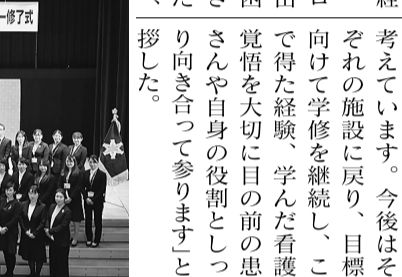 考えています。今後はそ
ぞれの施設に戻り、目標
向けて学修を継続し、こ
で得た経験、学んだ看護
覚悟を大切に目の前の患
さんや自身の役割としっ
り向き合って参ります」と
拶した。
ー修了式